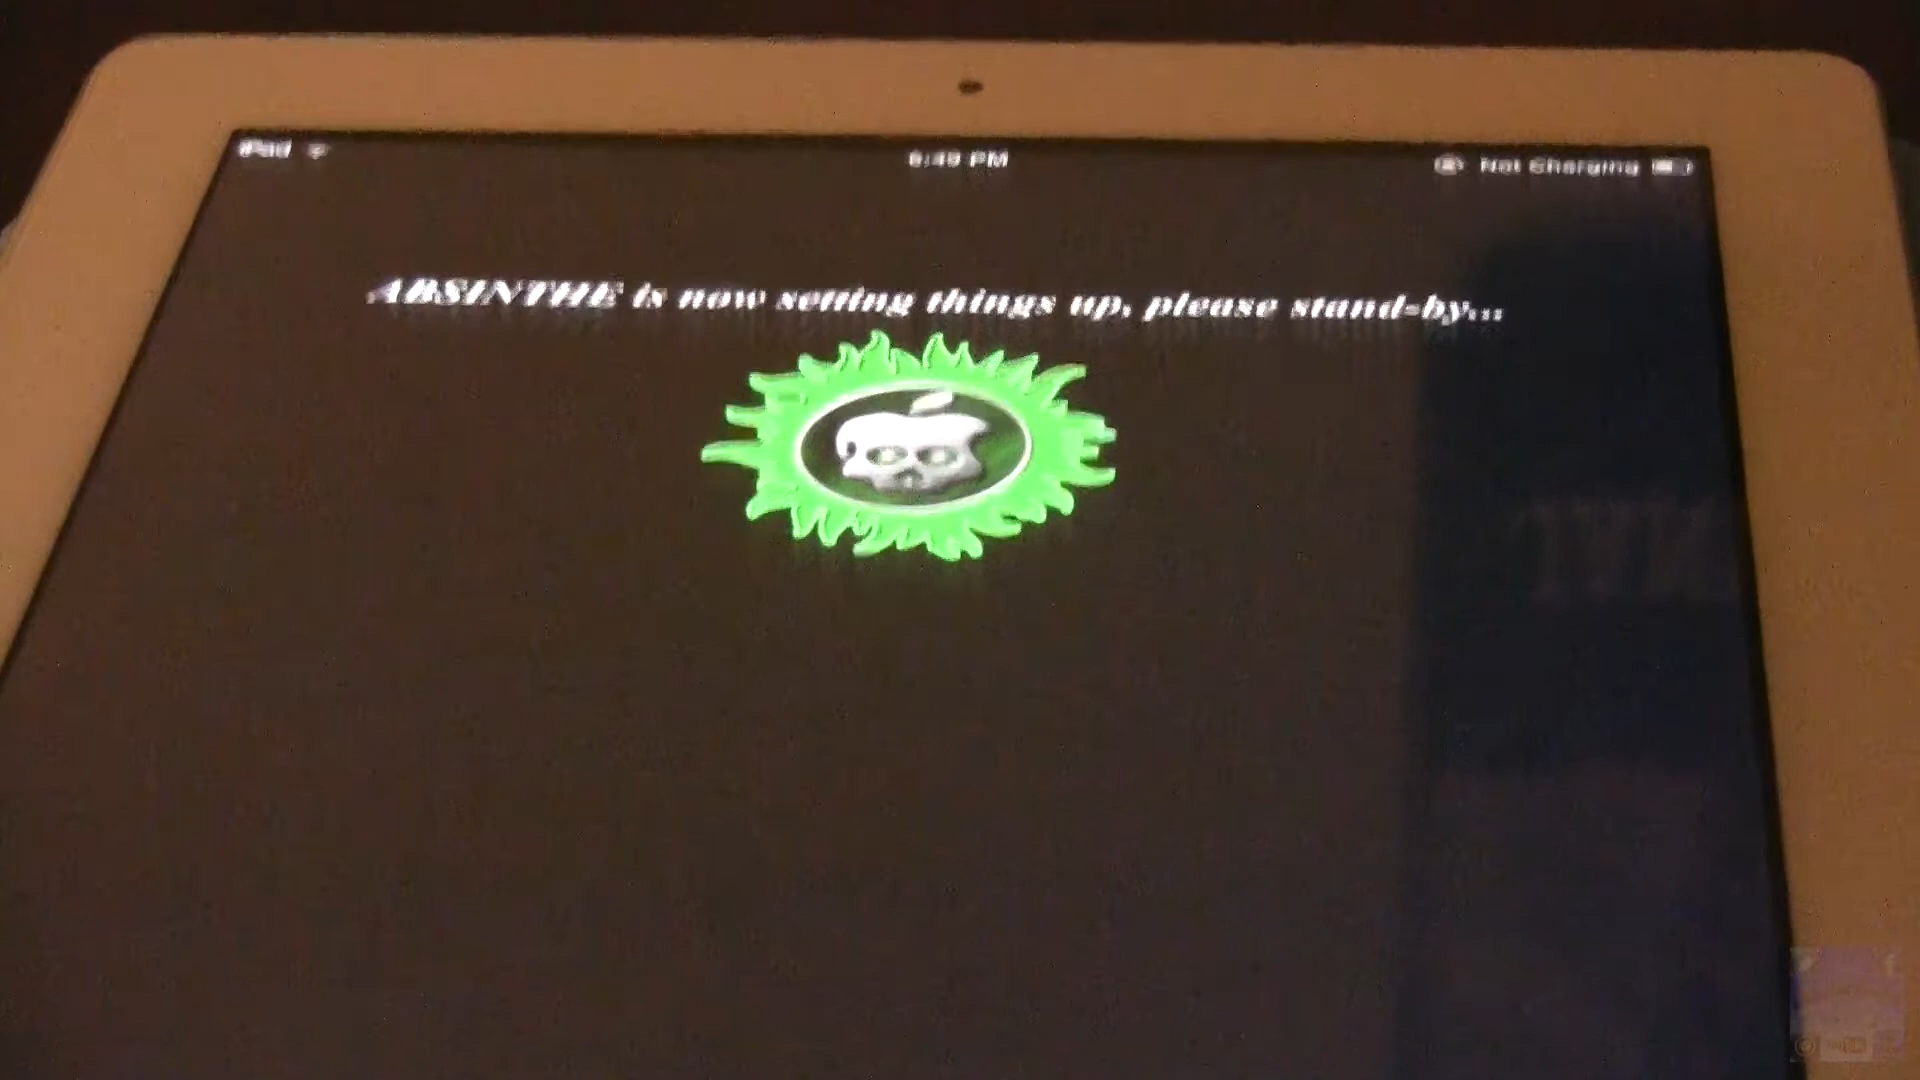 iPad 6:49 PM Not Charging
ABSINTHE is now setting things up, please stand-by...